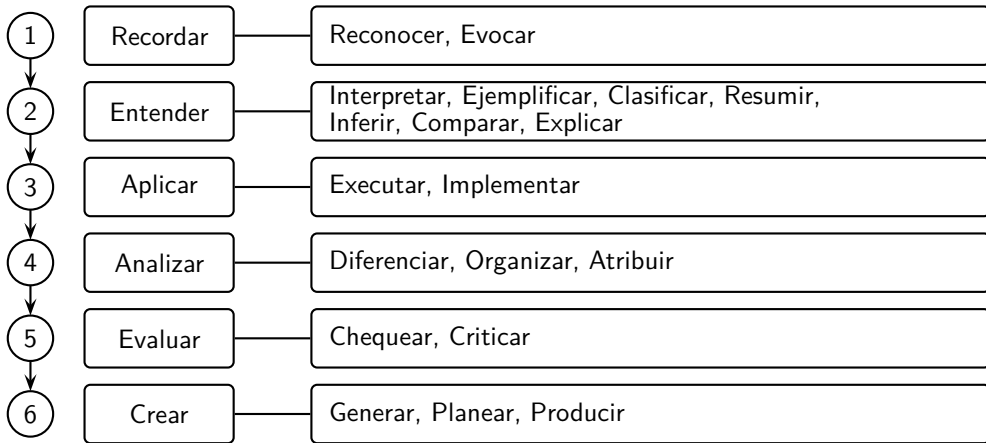 1 Recordar Reconocer, Evocar
2 Entender Interpretar, Ejemplificar, Clasificar, Resumir,
Inferir, Comparar, Explicar
3 Aplicar Executar, Implementar
4 Analizar Diferenciar, Organizar, Atribuir
5 Evaluar Chequear, Criticar
6 Crear Generar, Planear, Producir